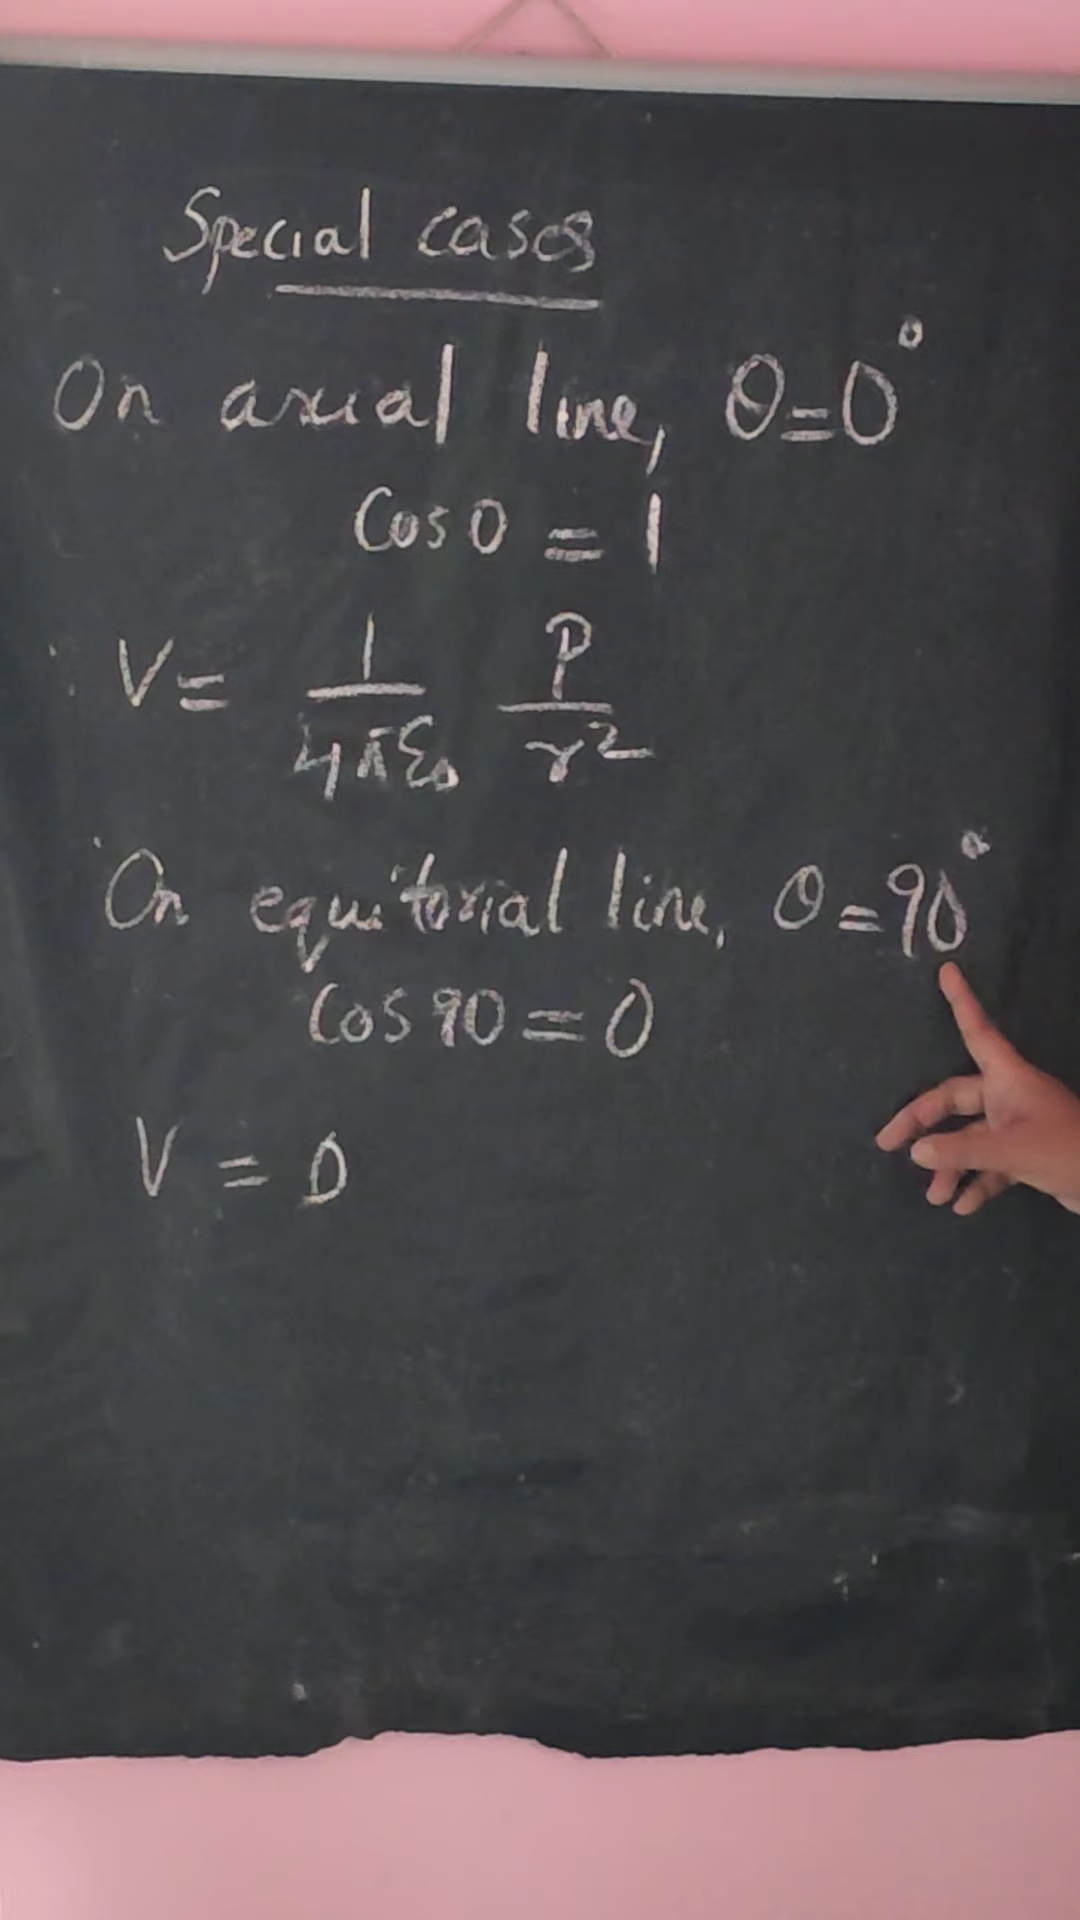 Special cases
On axial line, θ=0°
Cos 0 = 1
V = 1/4πε₀ P/r²
On equitorial line, θ=90°
Cos 90 = 0
V = 0